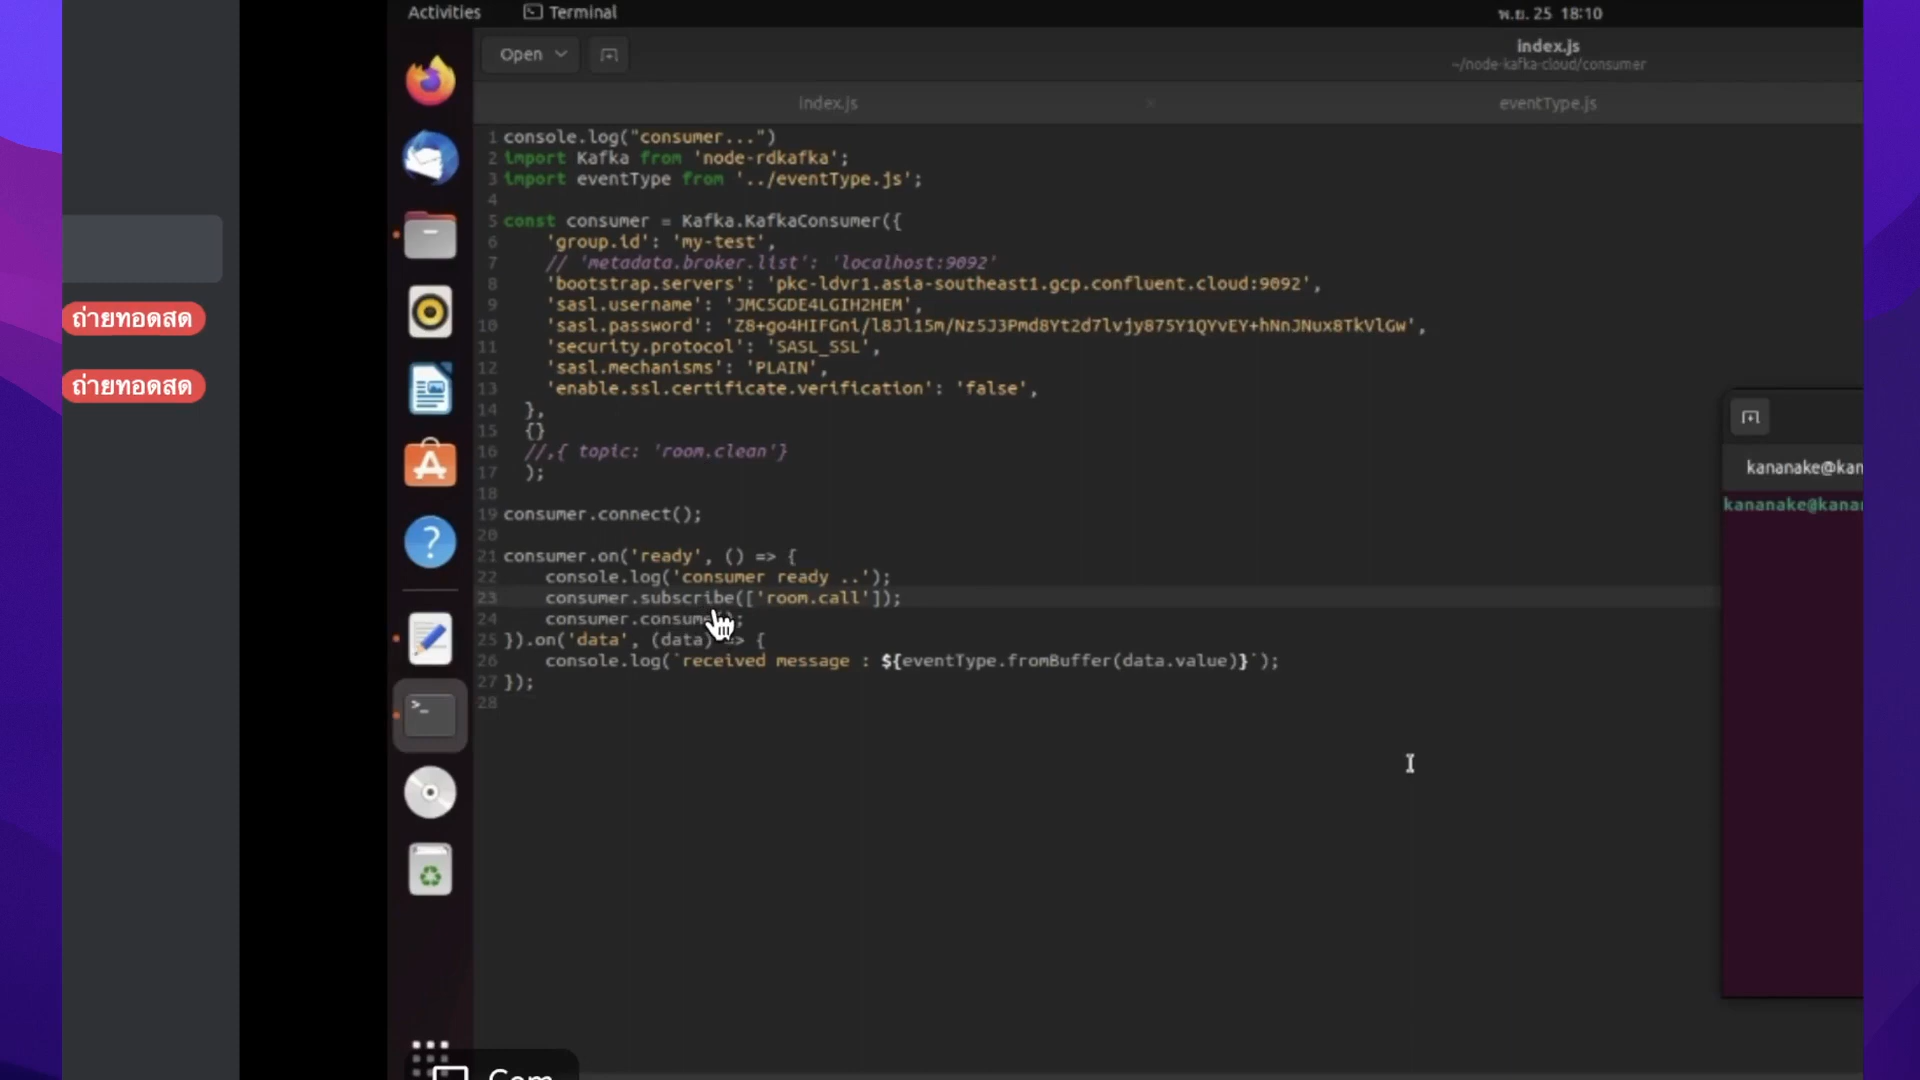 Activities
Terminal
พ.ย. 25 18:10
Open
index.js
~/node-kafka-cloud/consumer
index.js
eventType.js
1 console.log("consumer...")
2 import Kafka from 'node-rdkafka';
3 import eventType from '../eventType.js';
4
5 const consumer = Kafka.KafkaConsumer({
6 'group.id': 'my-test',
7 // 'metadata.broker.list': 'localhost:9092'
8 'bootstrap.servers': 'pkc-ldvr1.asia-southeast1.gcp.confluent.cloud:9092',
9 'sasl.username': 'JMC5GDE4LGIH2HEM',
10 'sasl.password':
11 'security.protocol': 'SASL_SSL',
12 'sasl.mechanisms': 'PLAIN',
13 'enable.ssl.certificate.verification': 'false',
14 },
15 {}
16 //,{ topic: 'room.clean'}
17 );
18
19 consumer.connect();
20
21 consumer.on('ready', () => {
22 console.log('consumer ready ..');
23 consumer.subscribe(['room.call']);
24
25 }).on('data', (data) => {
26 console.log(`received message : ${eventType.fromBuffer(data.value)}`);
27 });
28
ถ่ายทอดสด
ถ่ายทอดสด
kananake@kan
kananake@kana